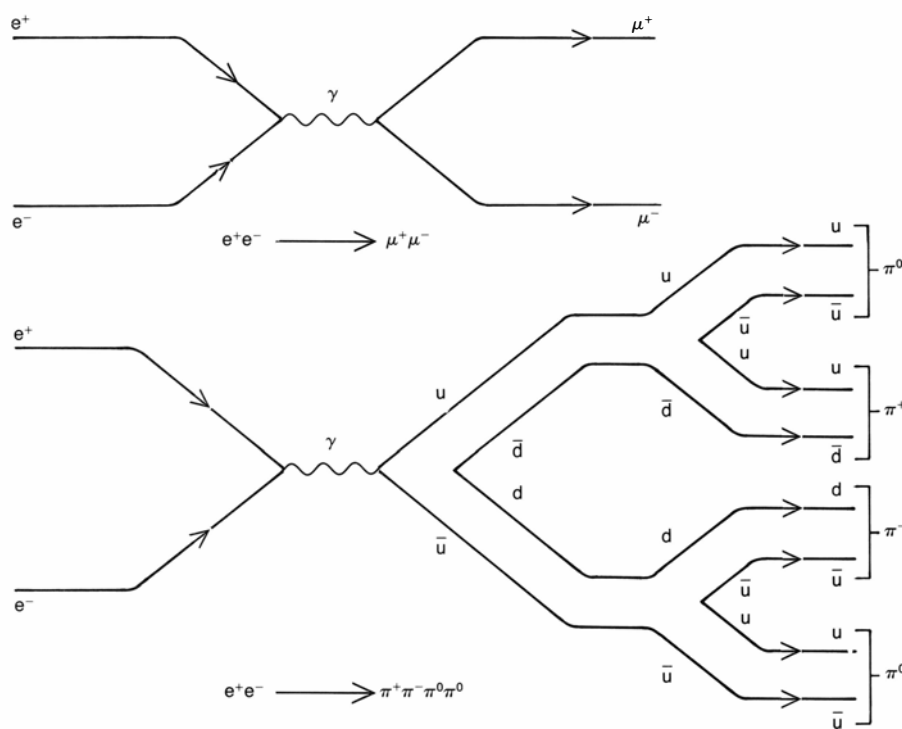 e⁺
μ⁺
γ
e⁻
μ⁻
e⁺e⁻ ⟶ μ⁺μ⁻
u
u
π⁰
ū
ū
e⁺
u
u
u
π⁺
d̄
γ
d̄
d̄
d
d
d
π⁻
ū
ū
ū
e⁻
u
u
ū
π⁰
e⁺e⁻ ⟶ π⁺π⁻π⁰π⁰
ū